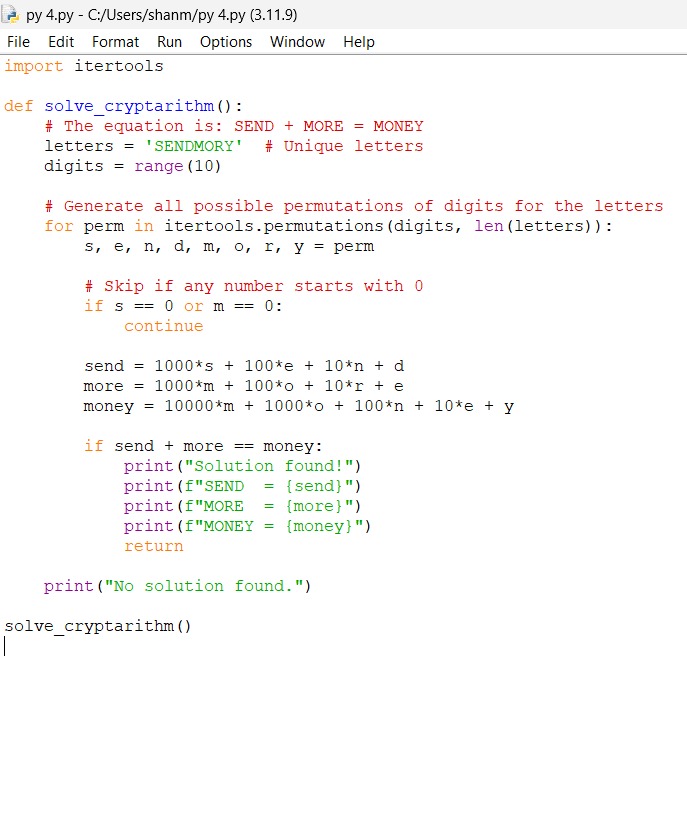 py 4.py - C:/Users/shanm/py 4.py (3.11.9)
File Edit Format Run Options Window Help
import itertools

def solve_cryptarithm():
    # The equation is: SEND + MORE = MONEY
    letters = 'SENDMORY'  # Unique letters
    digits = range(10)

    # Generate all possible permutations of digits for the letters
    for perm in itertools.permutations(digits, len(letters)):
        s, e, n, d, m, o, r, y = perm

        # Skip if any number starts with 0
        if s == 0 or m == 0:
            continue

        send = 1000*s + 100*e + 10*n + d
        more = 1000*m + 100*o + 10*r + e
        money = 10000*m + 1000*o + 100*n + 10*e + y

        if send + more == money:
            print("Solution found!")
            print(f"SEND  = {send}")
            print(f"MORE  = {more}")
            print(f"MONEY = {money}")
            return

    print("No solution found.")

solve_cryptarithm()